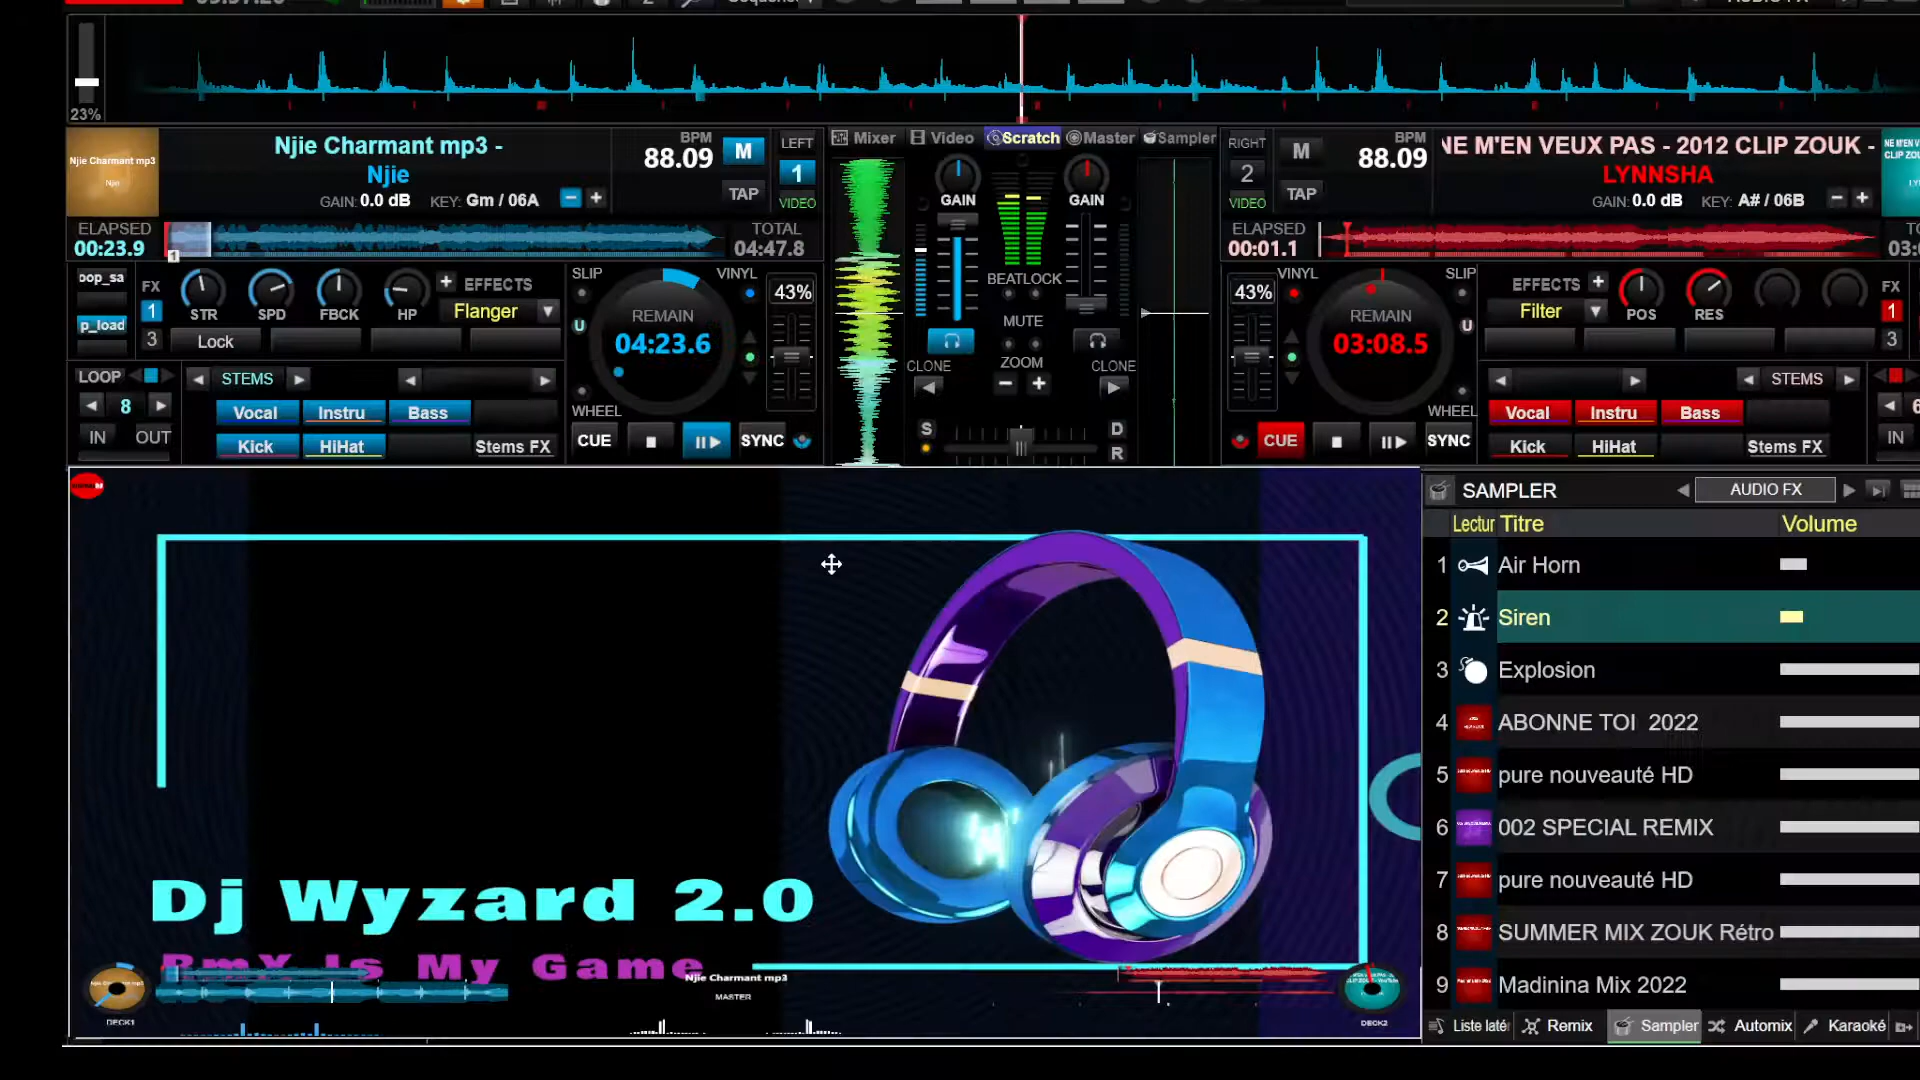 23%
Njie Charmant mp3
Njie
Njie Charmant mp3 -
Njie
GAIN: 0.0 dB KEY: Gm / 06A
BPM
88.09
M
TAP
LEFT
1
VIDEO
Mixer Video Scratch Master Sampler
RIGHT
2
VIDEO
M
TAP
BPM
88.09
NE M'EN VEUX PAS - 2012 CLIP ZOUK -
LYNNSHA
GAIN: 0.0 dB KEY: A# / 06B
ELAPSED
00:23.9
1
TOTAL
04:47.8
GAIN GAIN
ELAPSED
00:01.1
FX
1
3
STR SPD FBCK HP
EFFECTS
Flanger
Lock
p_load
SLIP VINYL
U
REMAIN
04:23.6
43%
BEATLOCK
MUTE
ZOOM
CLONE CLONE
43%
VINYL SLIP
U
REMAIN
03:08.5
EFFECTS
Filter
POS RES
FX
1
3
LOOP
8
IN OUT
STEMS
Vocal Instru Bass
Kick HiHat Stems FX
WHEEL
CUE SYNC
S D
R
WHEEL
CUE SYNC
STEMS
Vocal Instru Bass
Kick HiHat Stems FX
IN
Dj Wyzard 2.0
RmX Is My Game
Njie Charmant mp3
MASTER
DECK1
DECK2
SAMPLER AUDIO FX
Lectur Titre Volume
1 Air Horn
2 Siren
3 Explosion
4 ABONNE TOI 2022
5 pure nouveauté HD
6 002 SPECIAL REMIX
7 pure nouveauté HD
8 SUMMER MIX ZOUK Rétro
9 Madinina Mix 2022
Liste laté Remix Sampler Automix Karaoké